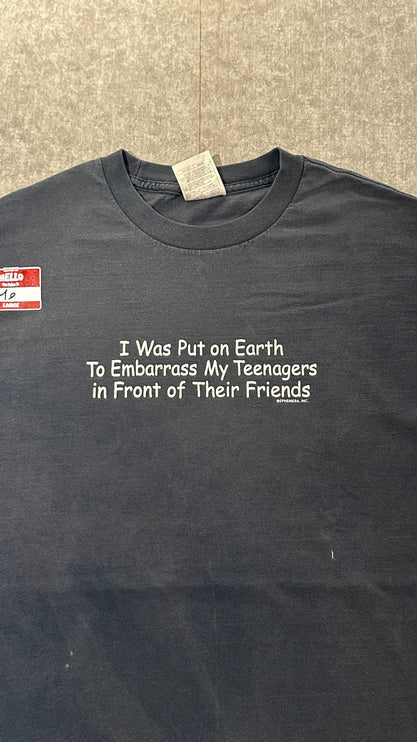 HELLO
LARGE
I Was Put on Earth
To Embarrass My Teenagers
in Front of Their Friends
©EPHEMERA, INC.